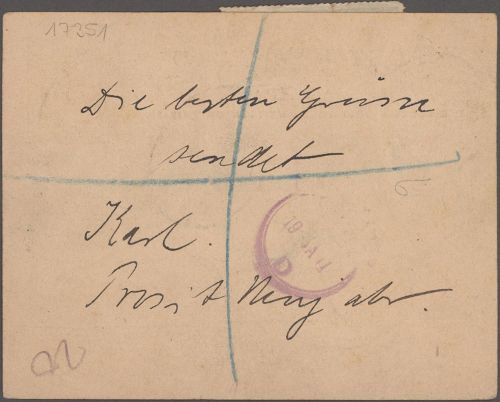 17251
Die besten Grüsse
sendet
Karl.
Prosit Neujahr.